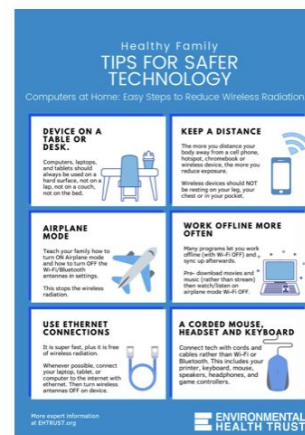 Healthy Family
TIPS FOR SAFER
TECHNOLOGY
Computers at Home: Easy Steps to Reduce Wireless Radiation
DEVICE ON A
TABLE OR
DESK.
Computers, laptops,
and tablets should
always be used on a
hard surface, not on a
lap, not on a couch,
not on the bed.
KEEP A DISTANCE
The more you distance your
body away from a cell phone,
hotspot, chromebook or
wireless device, the more you
reduce exposure.
Wireless devices should NOT
be resting on your leg, your
chest or in your pocket.
AIRPLANE
MODE
Teach your family how to
turn ON Airplane mode
and how to turn OFF the
Wi-Fi/Bluetooth
antennas in settings.
This stops the wireless
radiation.
WORK OFFLINE MORE
OFTEN
Many programs let you work
offline (with Wi-Fi OFF) and
sync up afterwards.
Pre- download movies and
music (rather than stream)
then watch/listen on
airplane mode Wi-Fi OFF.
USE ETHERNET
CONNECTIONS
It is super fast, plus it is free
of wireless radiation.
Whenever possible, connect
your laptop, tablet, or
computer to the internet with
ethernet. Then turn wireless
antennas OFF on device.
A CORDED MOUSE,
HEADSET AND KEYBOARD
Connect tech with cords and
cables rather than Wi-Fi or
Bluetooth. This includes your
printer, keyboard, mouse,
speakers, headphones, and
game controllers.
More expert information
at EHTRUST.org
ENVIRONMENTAL
HEALTH TRUST